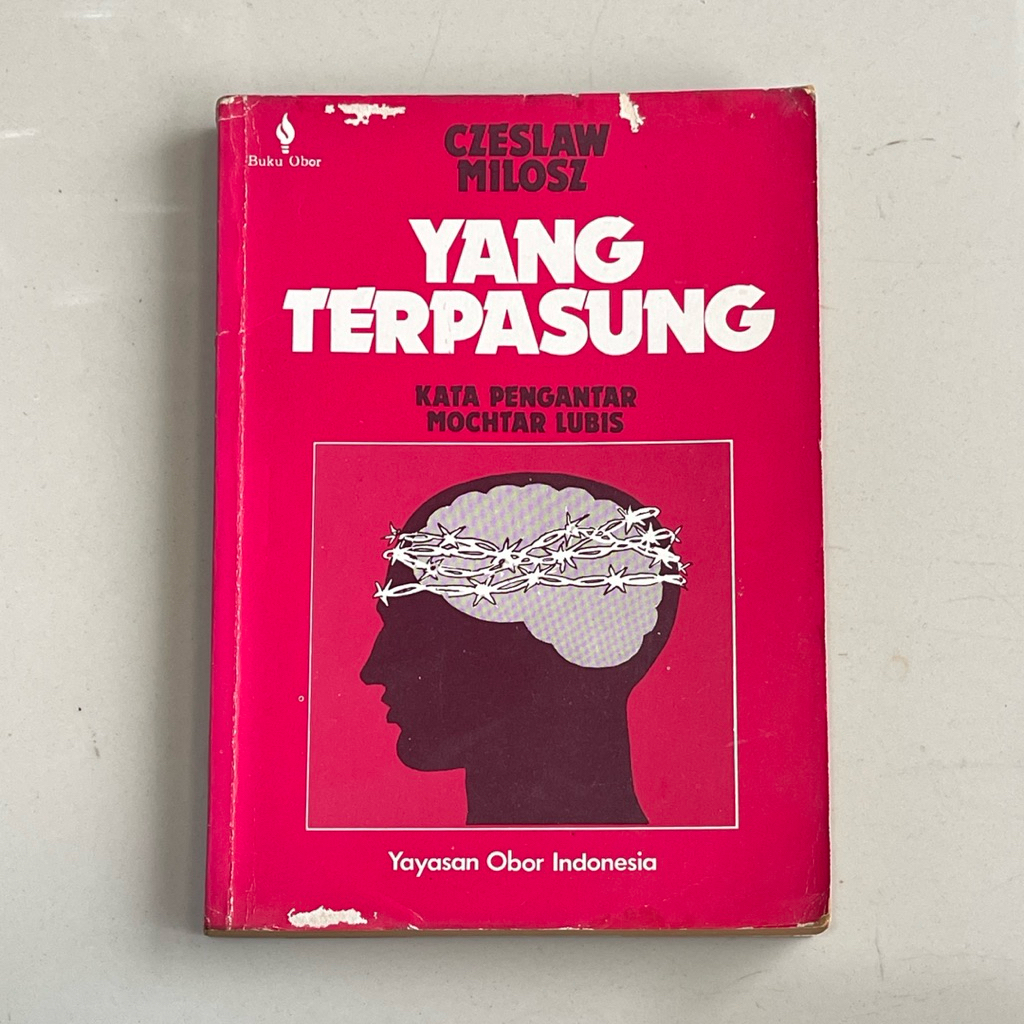 Buku Obor
CZESLAW
MILOSZ
YANG
TERPASUNG
KATA PENGANTAR
MOCHTAR LUBIS
Yayasan Obor Indonesia